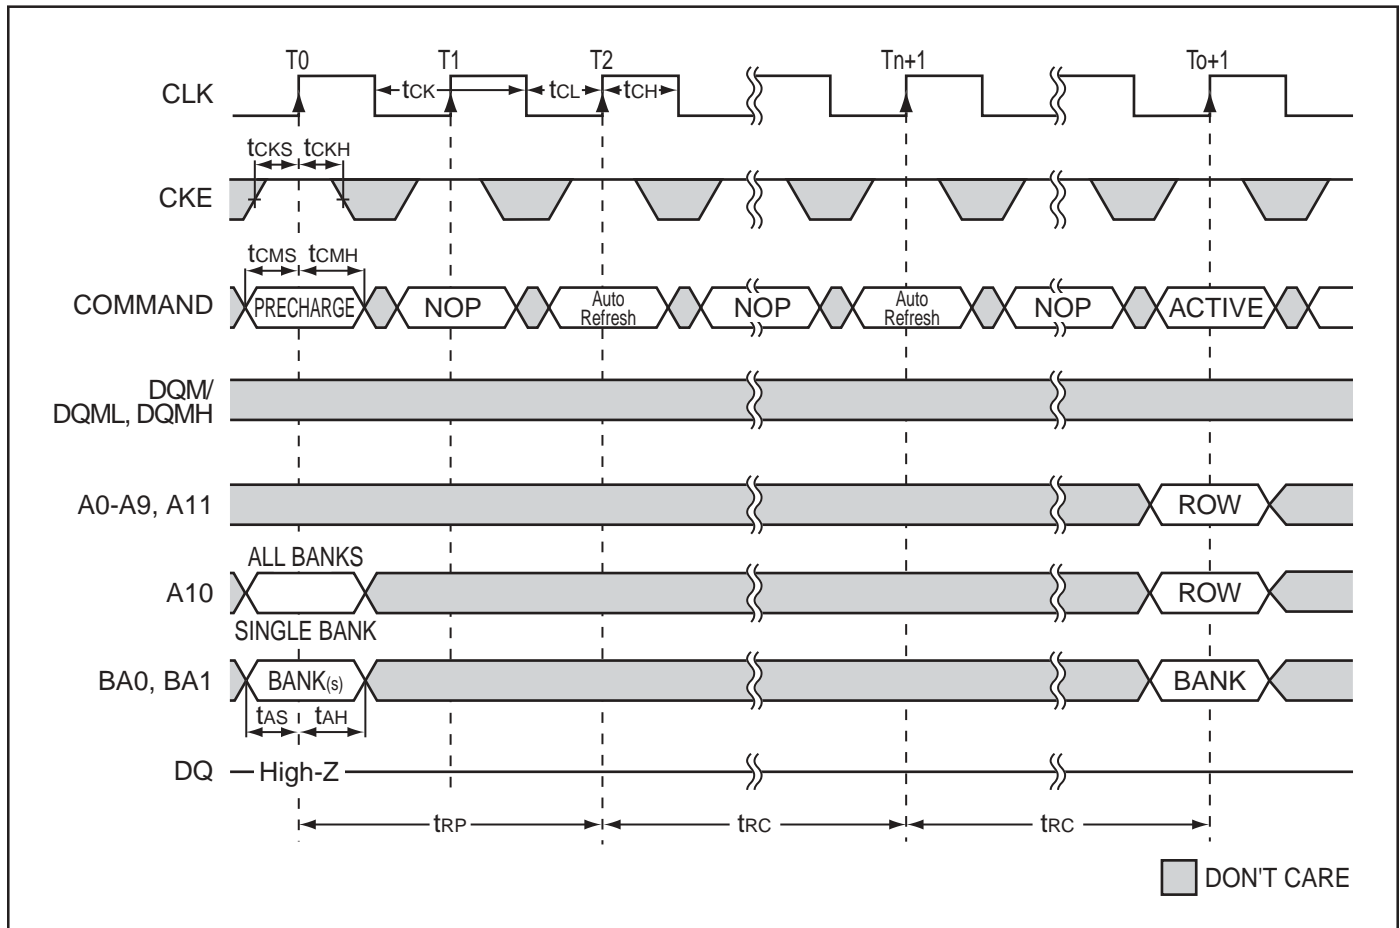 T0 T1 T2 Tn+1 To+1
CLK tCK tCL tCH
tCKS tCKH
CKE
tCMS tCMH
COMMAND PRECHARGE NOP Auto Refresh NOP Auto Refresh NOP ACTIVE
DQM/
DQML, DQMH
A0-A9, A11 ROW
ALL BANKS
A10 ROW
SINGLE BANK
BA0, BA1 BANK(s) BANK
tAS tAH
DQ High-Z
tRP tRC tRC
DON'T CARE